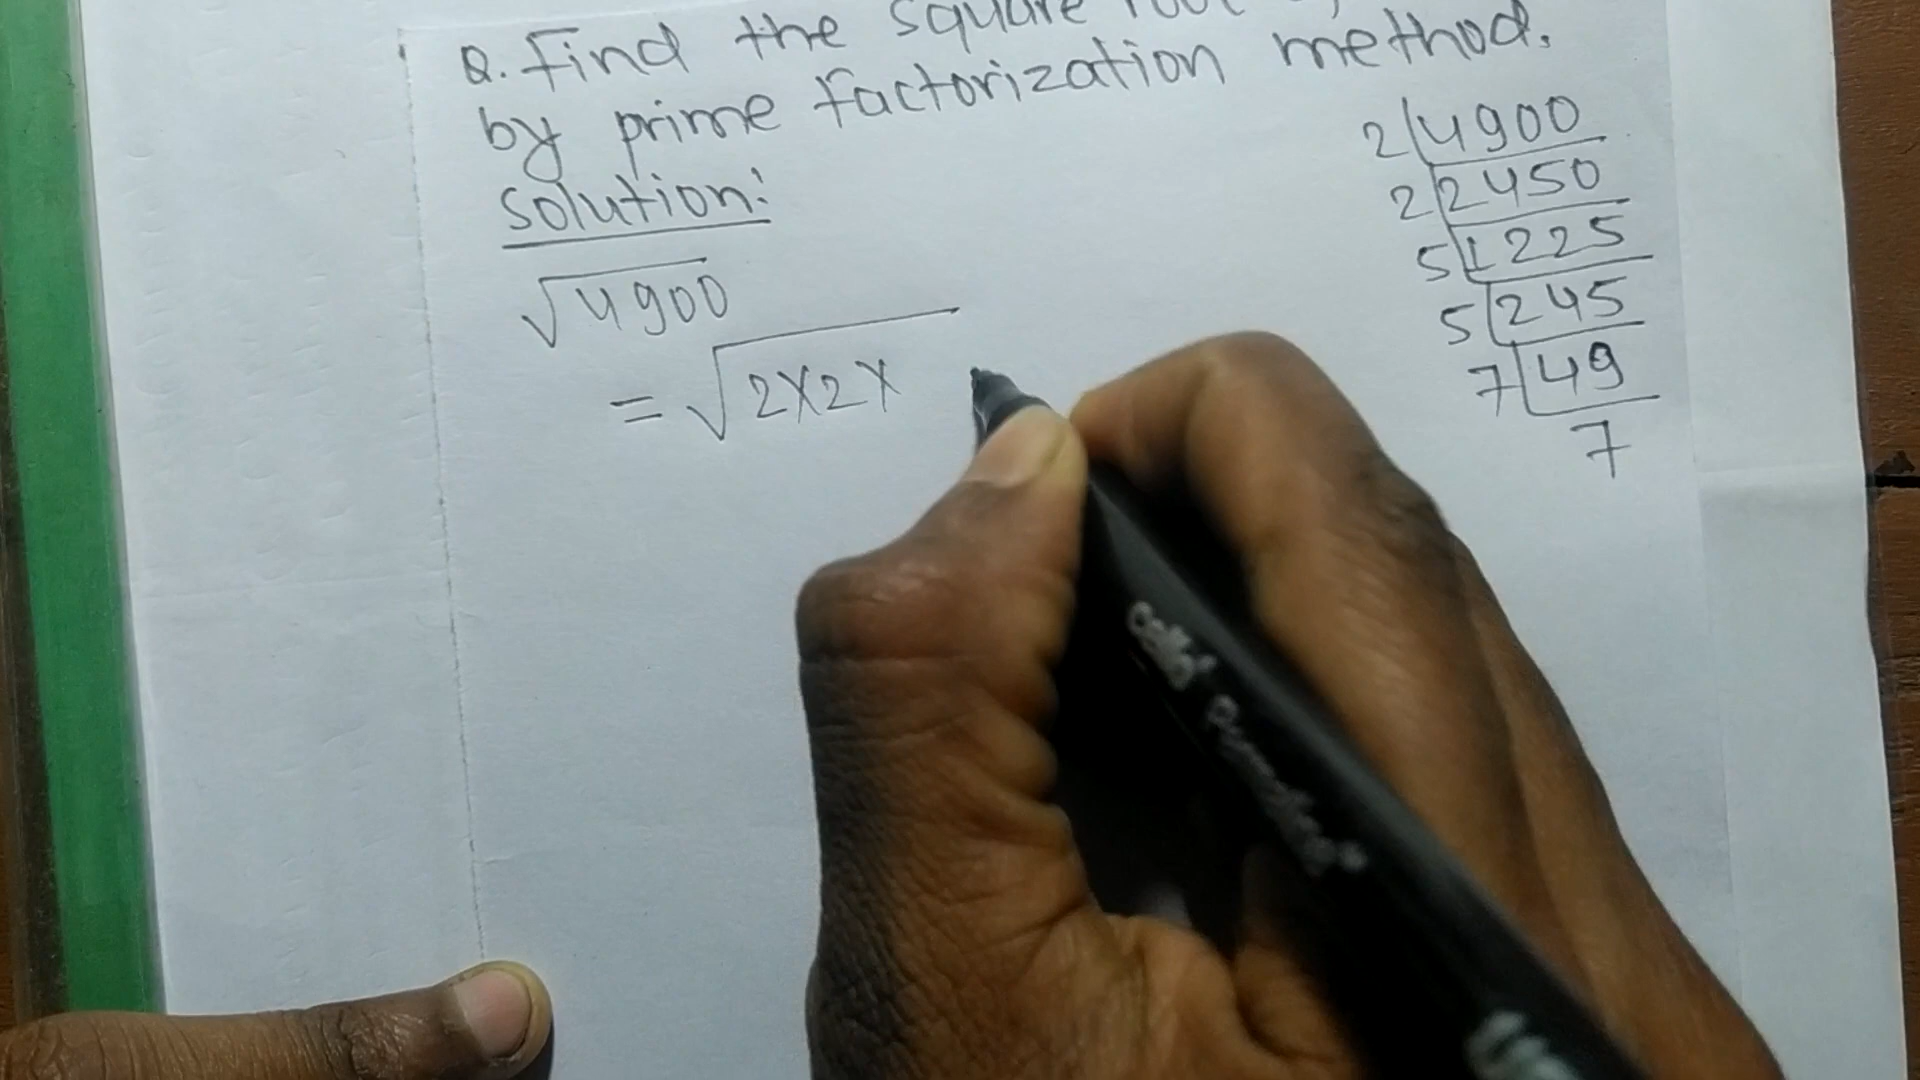 Q. Find the square root
by prime factorization method.
Solution:
√4900
= √2×2×
2 4900
2 2450
5 1225
5 245
7 49
7